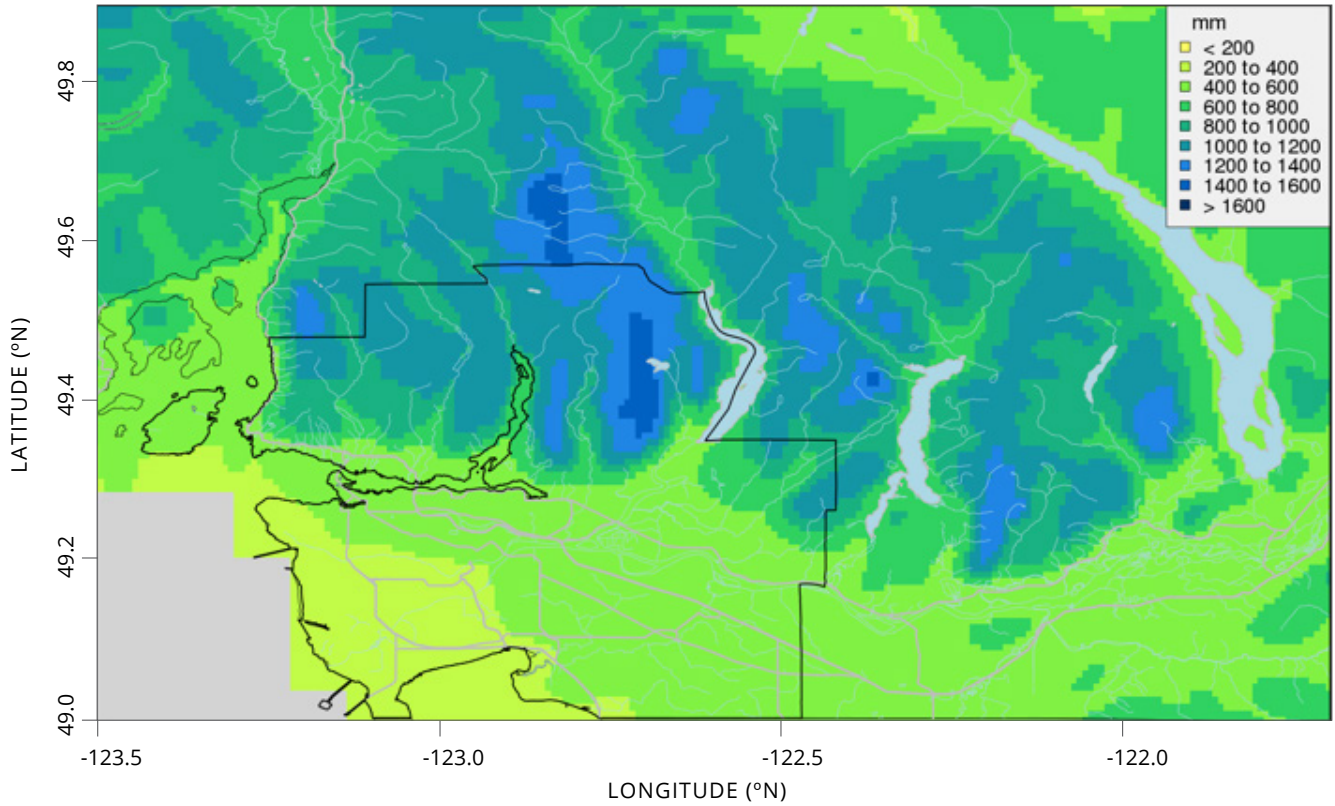 mm
< 200
200 to 400
400 to 600
600 to 800
800 to 1000
1000 to 1200
1200 to 1400
1400 to 1600
> 1600
49.8
49.6
49.4
49.2
49.0
LATITUDE (ºN)
-123.5
-123.0
-122.5
-122.0
LONGITUDE (ºN)